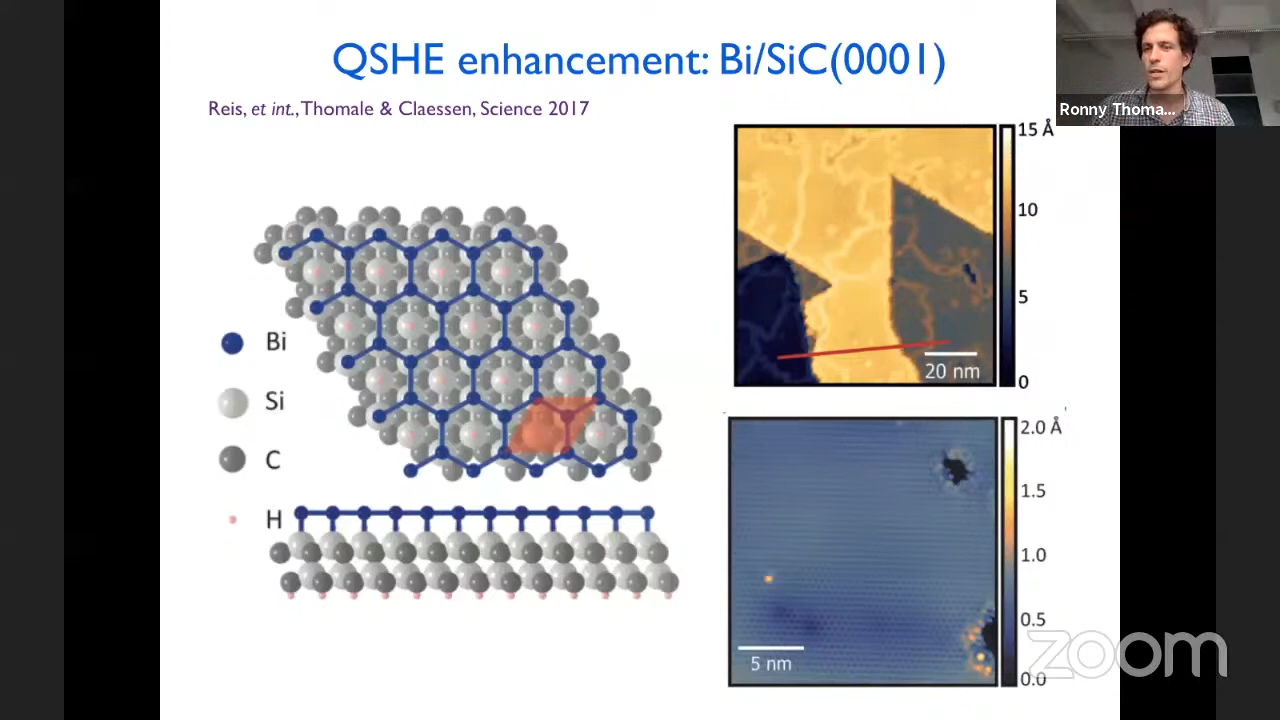 QSHE enhancement: Bi/SiC(0001)
Reis, et int., Thomale & Claessen, Science 2017
Ronny Thoma...
Bi
Si
C
H
15 Å
10
5
0
20 nm
2.0 Å
1.5
1.0
0.5
0.0
5 nm
zoom